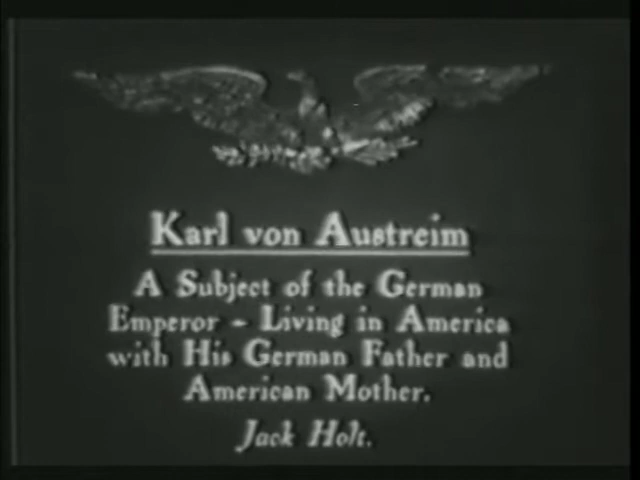 Karl von Austreim
A Subject of the German
Emperor - Living in America
with His German Father and
American Mother.
Jack Holt.